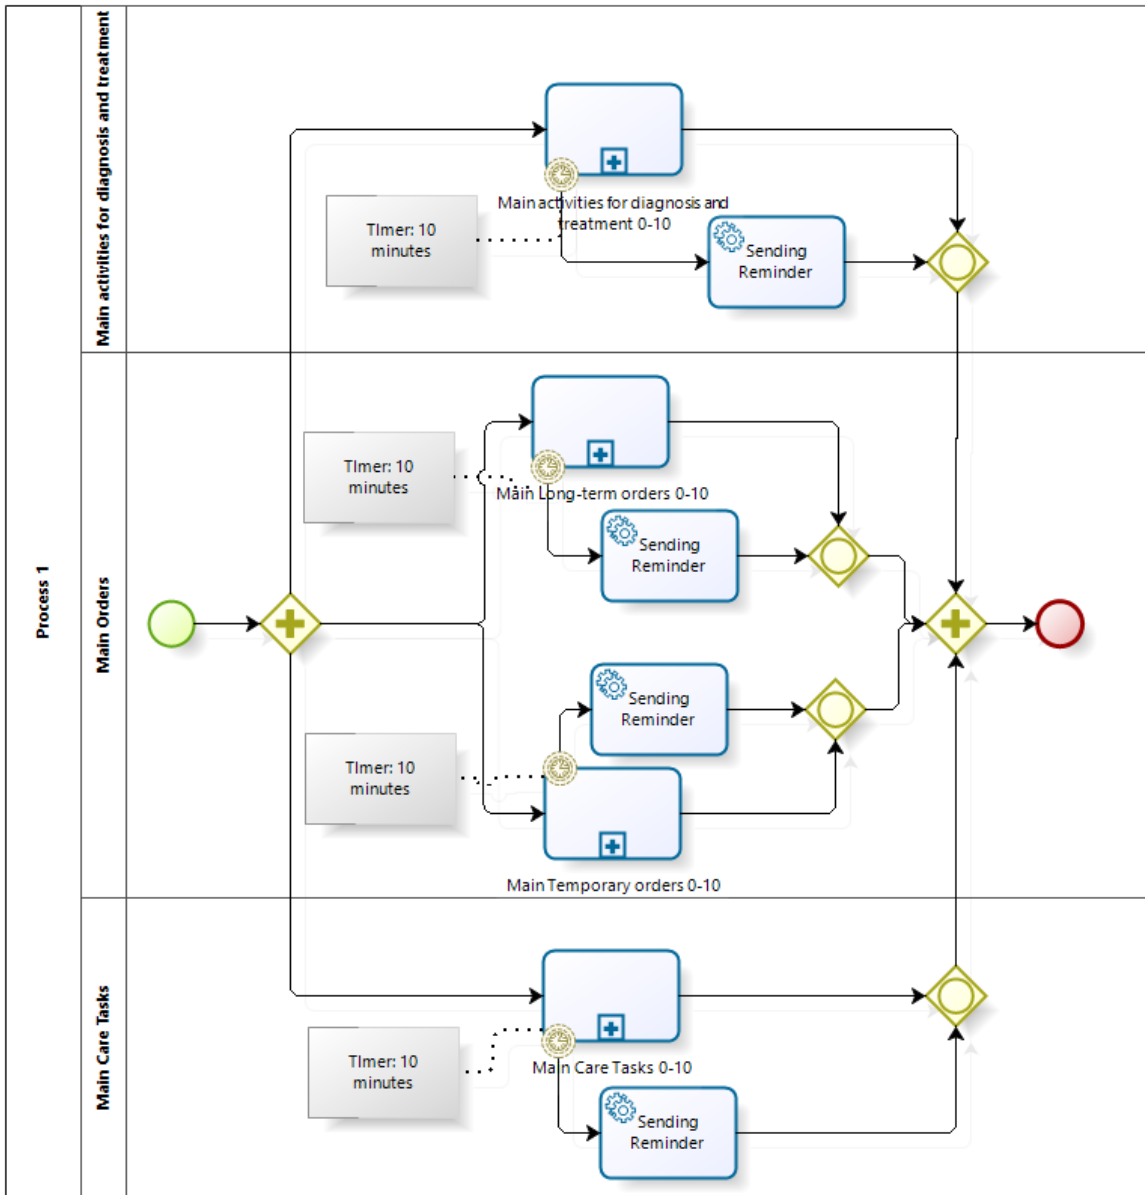 Process 1
Main activities for diagnosis and treatment
Main activities for diagnosis and
treatment 0-10
TImer: 10
minutes
Sending
Reminder
Main Orders
TImer: 10
minutes
Main Long-term orders 0-10
Sending
Reminder
Sending
Reminder
TImer: 10
minutes
Main Temporary orders 0-10
Main Care Tasks
TImer: 10
minutes
Main Care Tasks 0-10
Sending
Reminder